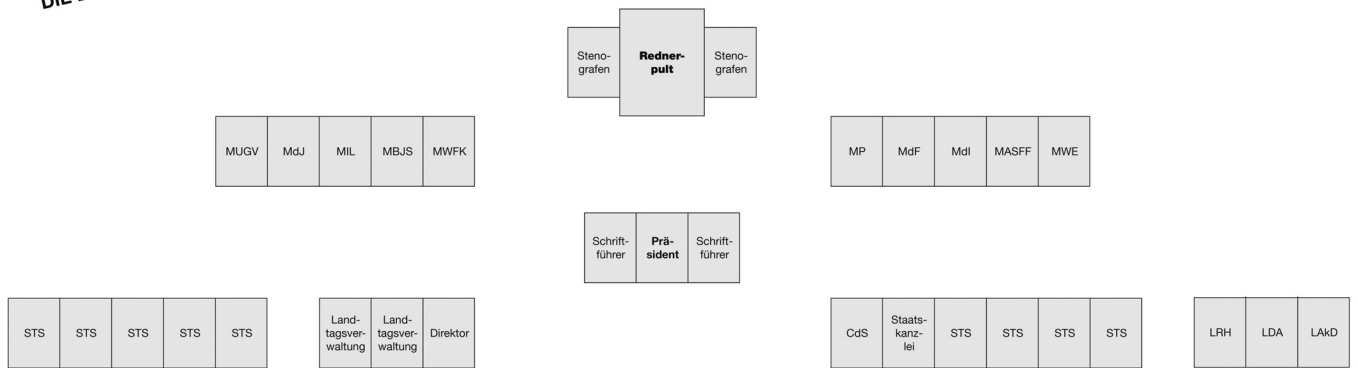 DIE
Steno-
grafen
Redner-
pult
Steno-
grafen
MUGV
MdJ
MIL
MBJS
MWFK
MP
MdF
MdI
MASFF
MWE
Schrift-
führer
Prä-
sident
Schrift-
führer
STS
STS
STS
STS
STS
Land-
tagsver-
waltung
Land-
tagsver-
waltung
Direktor
CdS
Staats-
kanz-
lei
STS
STS
STS
STS
LRH
LDA
LAkD